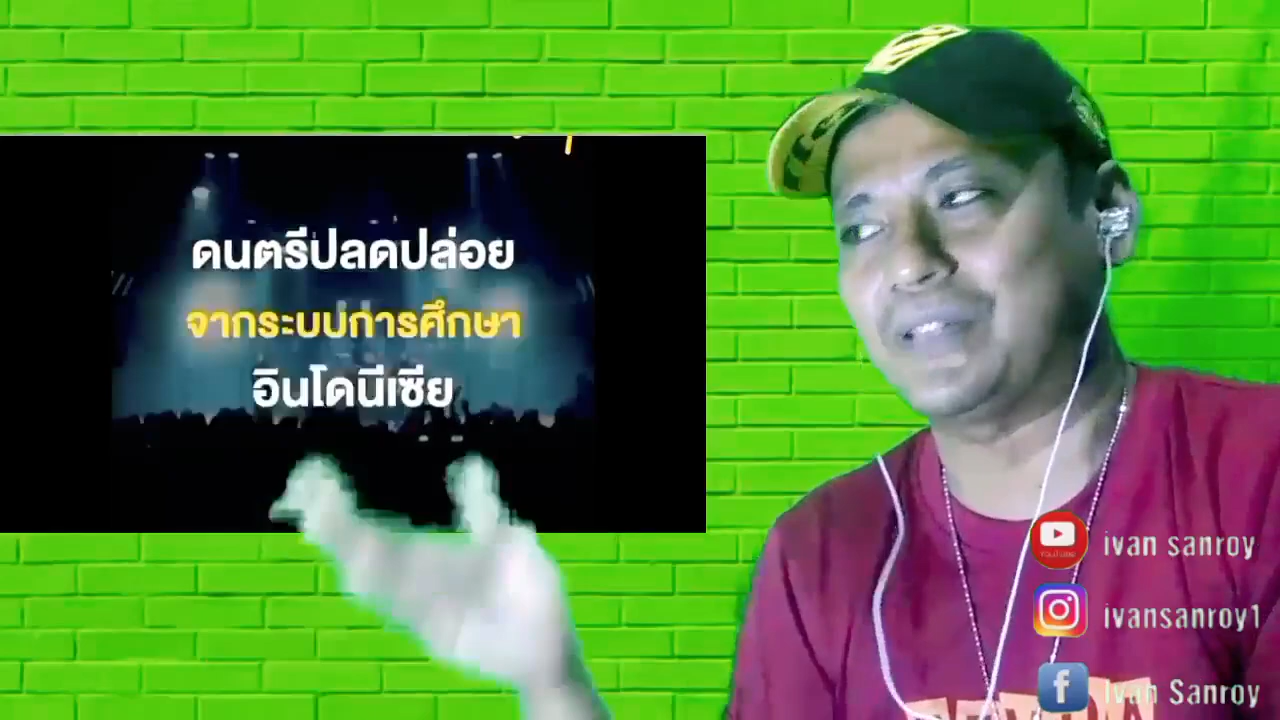 ดนตรีปลดปล่อย
จากระบบการศึกษา
อินโดนีเซีย
YOUTUBE
ivan sanroy
ivansanroy1
Ivan Sanroy